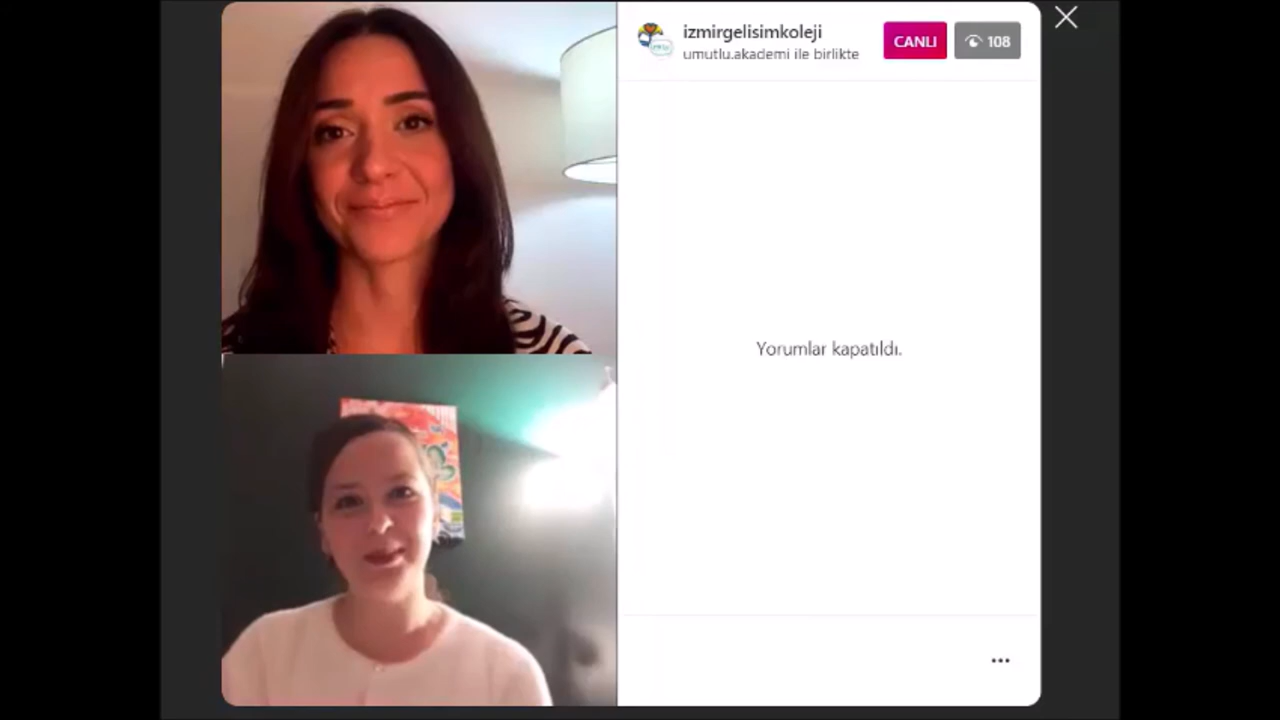 izmirgelisimkoleji
umutlu.akademi ile birlikte
CANLI
108
Yorumlar kapatıldı.